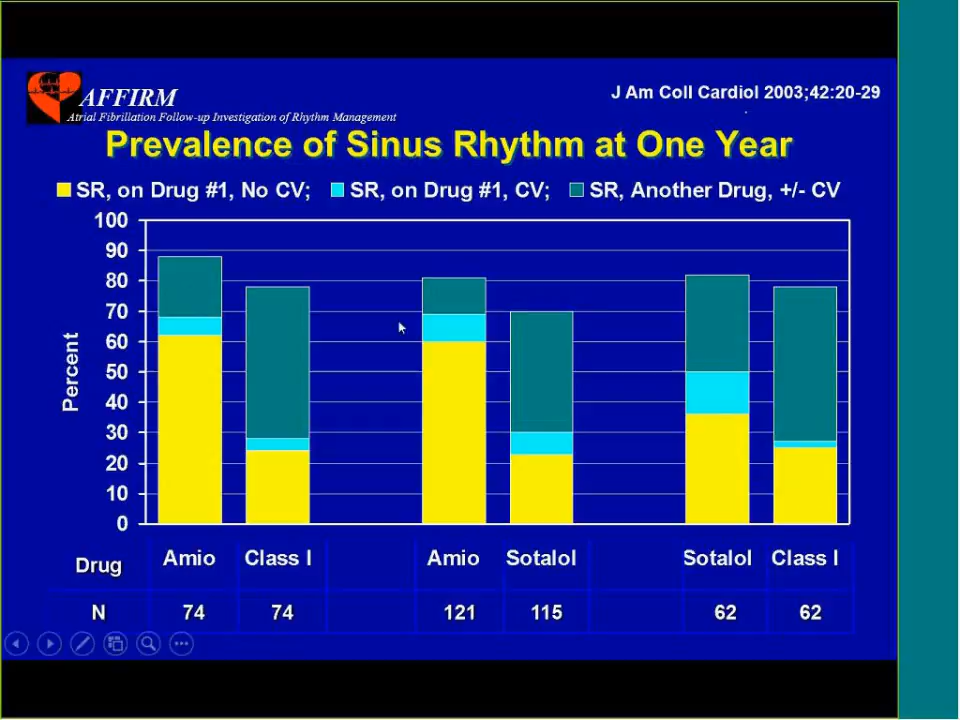 AFFIRM
Atrial Fibrillation Follow-up Investigation of Rhythm Management
J Am Coll Cardiol 2003;42:20-29
Prevalence of Sinus Rhythm at One Year
SR, on Drug #1, No CV; SR, on Drug #1, CV; SR, Another Drug, +/- CV
100
90
80
70
60
50
40
30
20
10
0
Percent
Drug Amio Class I Amio Sotalol Sotalol Class I
N 74 74 121 115 62 62